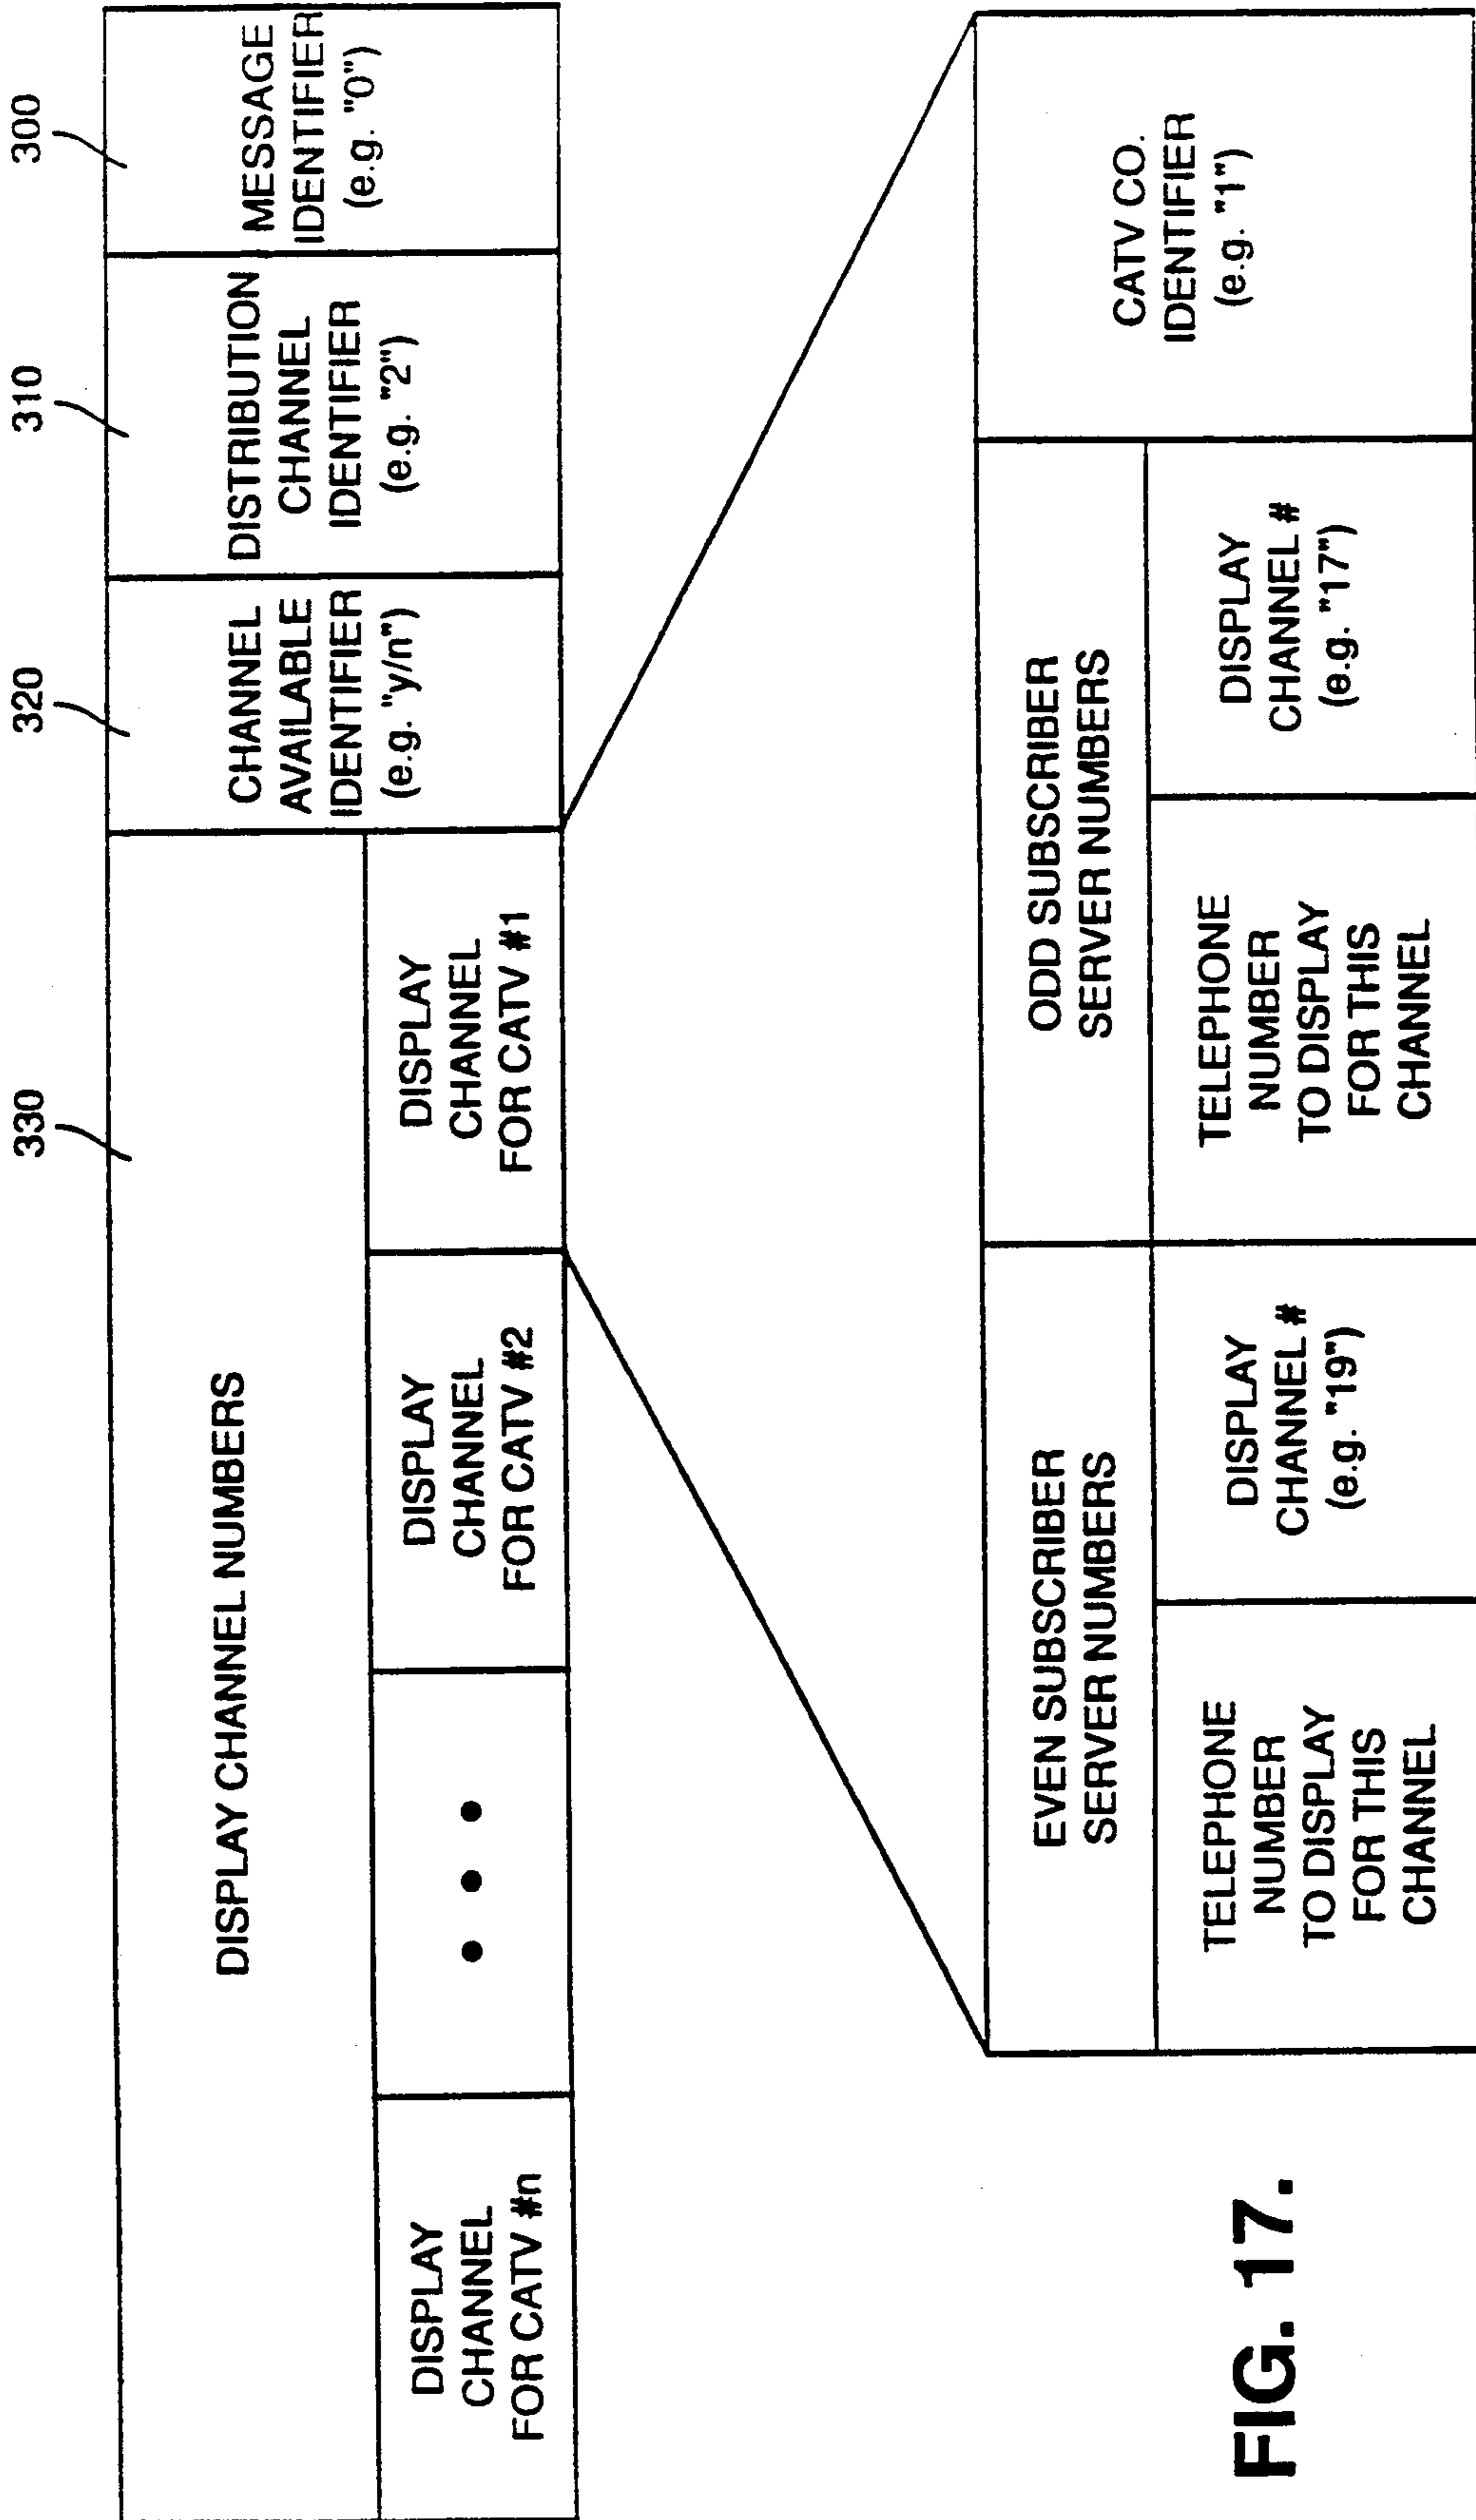 330
320
310
300
DISPLAY CHANNEL NUMBERS
DISPLAY
CHANNEL
FOR CATV #n
• • •
DISPLAY
CHANNEL
FOR CATV #2
DISPLAY
CHANNEL
FOR CATV #1
CHANNEL
AVAILABLE
IDENTIFIER
(e.g. "y/n")
DISTRIBUTION
CHANNEL
IDENTIFIER
(e.g. "2")
MESSAGE
IDENTIFIER
(e.g. "0")
EVEN SUBSCRIBER
SERVER NUMBERS
TELEPHONE
NUMBER
TO DISPLAY
FOR THIS
CHANNEL
DISPLAY
CHANNEL #
(e.g. "19")
ODD SUBSCRIBER
SERVER NUMBERS
TELEPHONE
NUMBER
TO DISPLAY
FOR THIS
CHANNEL
DISPLAY
CHANNEL #
(e.g. "17")
CATV CO.
IDENTIFIER
(e.g. "1")
FIG. 17.